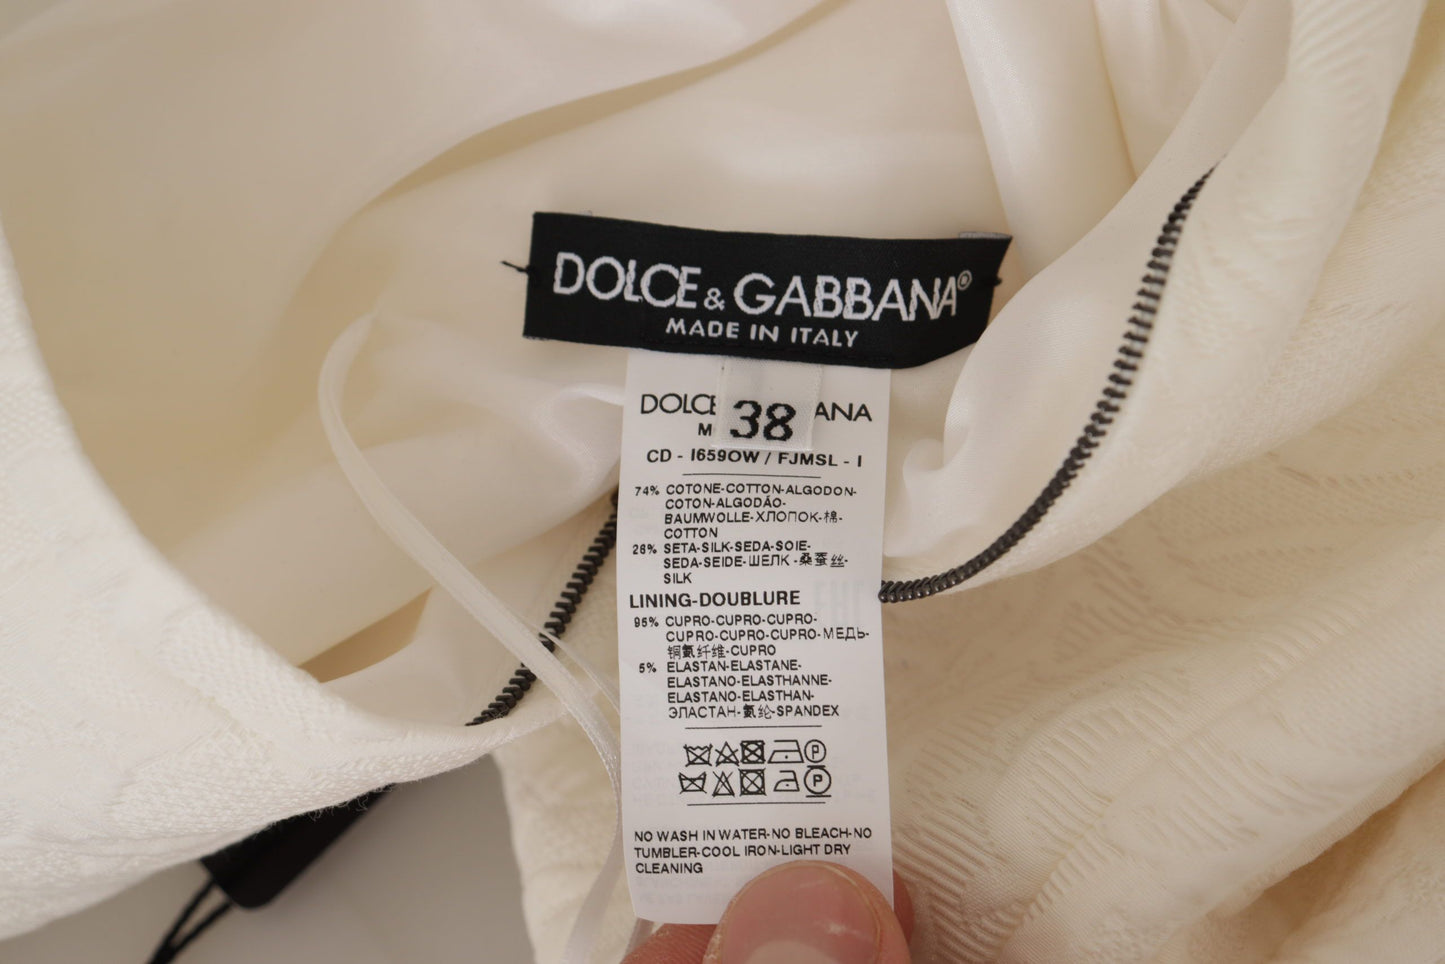 DOLCE & GABBANA®
MADE IN ITALY
38
CD - I659OW / FJMSL - I
74% COTONE-COTTON-ALGODON-
COTON-ALGODÃO-
BAUMWOLLE-ХЛОПОК-棉-
COTTON
26% SETA-SILK-SEDA-SOIE-
SEDA-SEIDE-ШЕЛК -桑蚕丝-
SILK
LINING-DOUBLURE
95% CUPRO-CUPRO-CUPRO-
CUPRO-CUPRO-CUPRO-МЕДЬ-
铜氨纤维-CUPRO
5% ELASTAN-ELASTANE-
ELASTANO-ELASTHANNE-
ELASTANO-ELASTHAN-
ЭЛАСТАН-氨纶-SPANDEX
P
P
NO WASH IN WATER-NO BLEACH-NO
TUMBLER-COOL IRON-LIGHT DRY
CLEANING